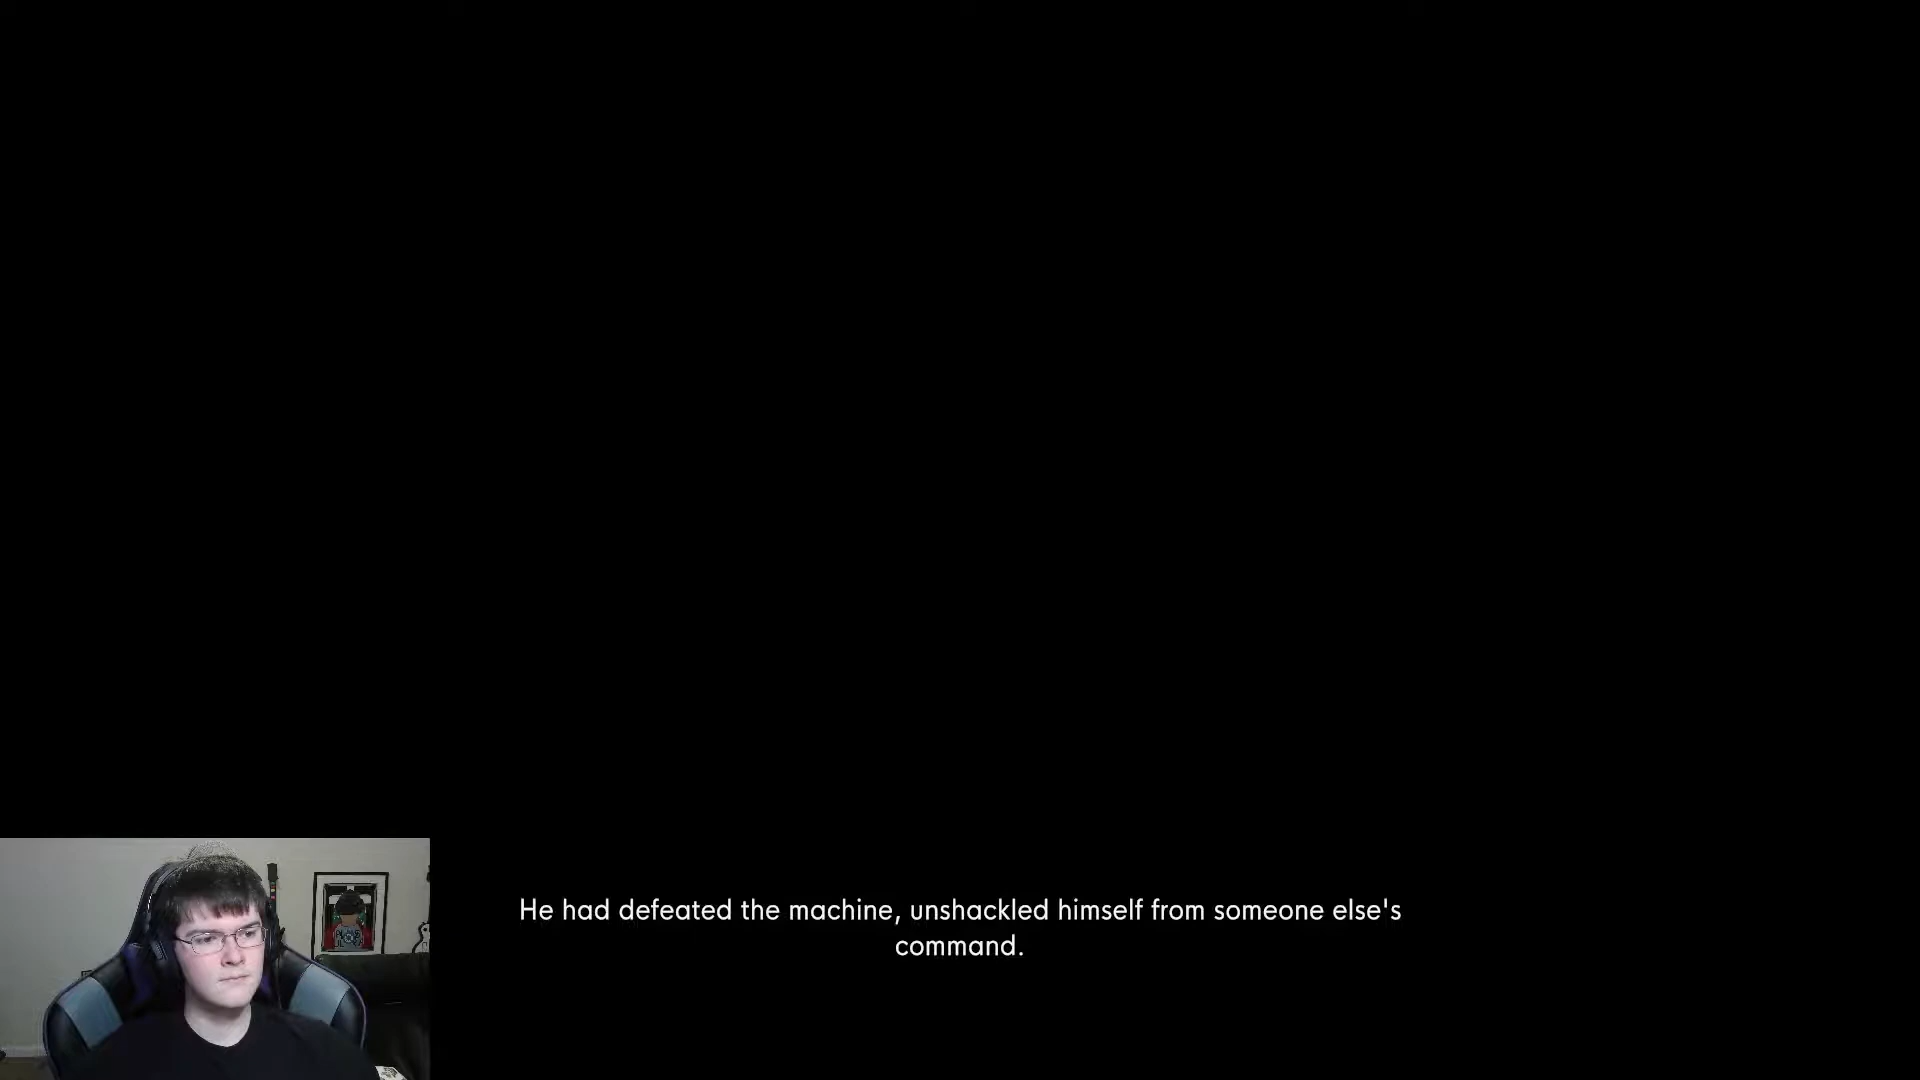 He had defeated the machine, unshackled himself from someone else's
command.